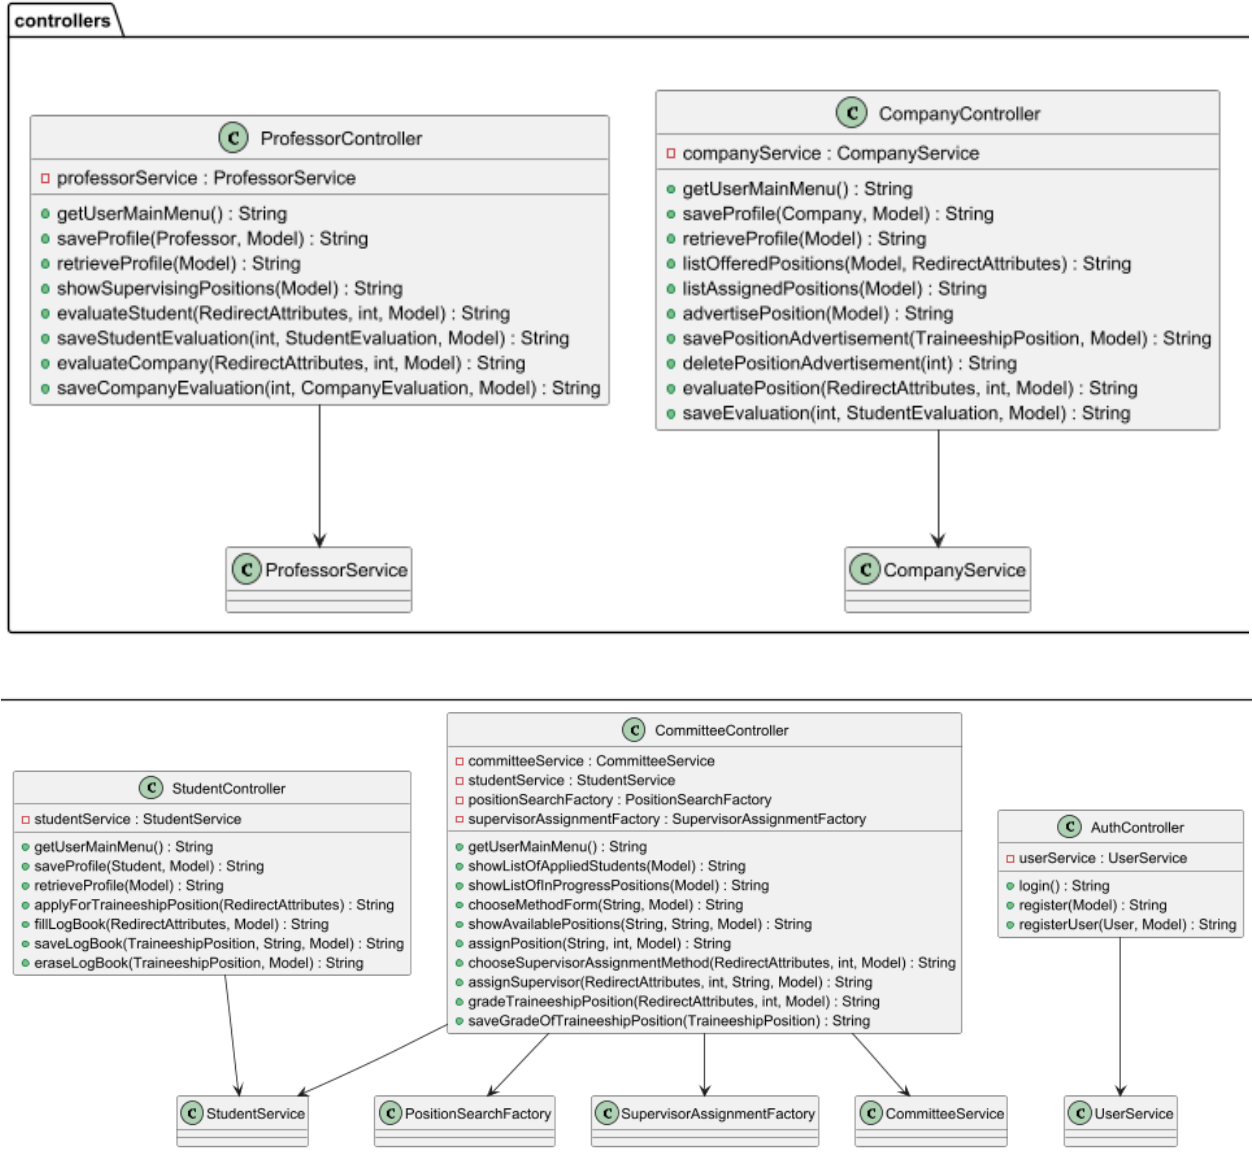 controllers
C ProfessorController
professorService : ProfessorService
getUserMainMenu() : String
saveProfile(Professor, Model) : String
retrieveProfile(Model) : String
showSupervisingPositions(Model) : String
evaluateStudent(RedirectAttributes, int, Model) : String
saveStudentEvaluation(int, StudentEvaluation, Model) : String
evaluateCompany(RedirectAttributes, int, Model) : String
saveCompanyEvaluation(int, CompanyEvaluation, Model) : String
C CompanyController
companyService : CompanyService
getUserMainMenu() : String
saveProfile(Company, Model) : String
retrieveProfile(Model) : String
listOfferedPositions(Model, RedirectAttributes) : String
listAssignedPositions(Model) : String
advertisePosition(Model) : String
savePositionAdvertisement(TraineeshipPosition, Model) : String
deletePositionAdvertisement(int) : String
evaluatePosition(RedirectAttributes, int, Model) : String
saveEvaluation(int, StudentEvaluation, Model) : String
C ProfessorService
C CompanyService
C StudentController
studentService : StudentService
getUserMainMenu() : String
saveProfile(Student, Model) : String
retrieveProfile(Model) : String
applyForTraineeshipPosition(RedirectAttributes) : String
fillLogBook(RedirectAttributes, Model) : String
saveLogBook(TraineeshipPosition, String, Model) : String
eraseLogBook(TraineeshipPosition, Model) : String
C CommitteeController
committeeService : CommitteeService
studentService : StudentService
positionSearchFactory : PositionSearchFactory
supervisorAssignmentFactory : SupervisorAssignmentFactory
getUserMainMenu() : String
showListOfAppliedStudents(Model) : String
showListOfInProgressPositions(Model) : String
chooseMethodForm(String, Model) : String
showAvailablePositions(String, String, Model) : String
assignPosition(String, int, Model) : String
chooseSupervisorAssignmentMethod(RedirectAttributes, int, Model) : String
assignSupervisor(RedirectAttributes, int, String, Model) : String
gradeTraineeshipPosition(RedirectAttributes, int, Model) : String
saveGradeOfTraineeshipPosition(TraineeshipPosition) : String
C AuthController
userService : UserService
login() : String
register(Model) : String
registerUser(User, Model) : String
C StudentService
C PositionSearchFactory
C SupervisorAssignmentFactory
C CommitteeService
C UserService